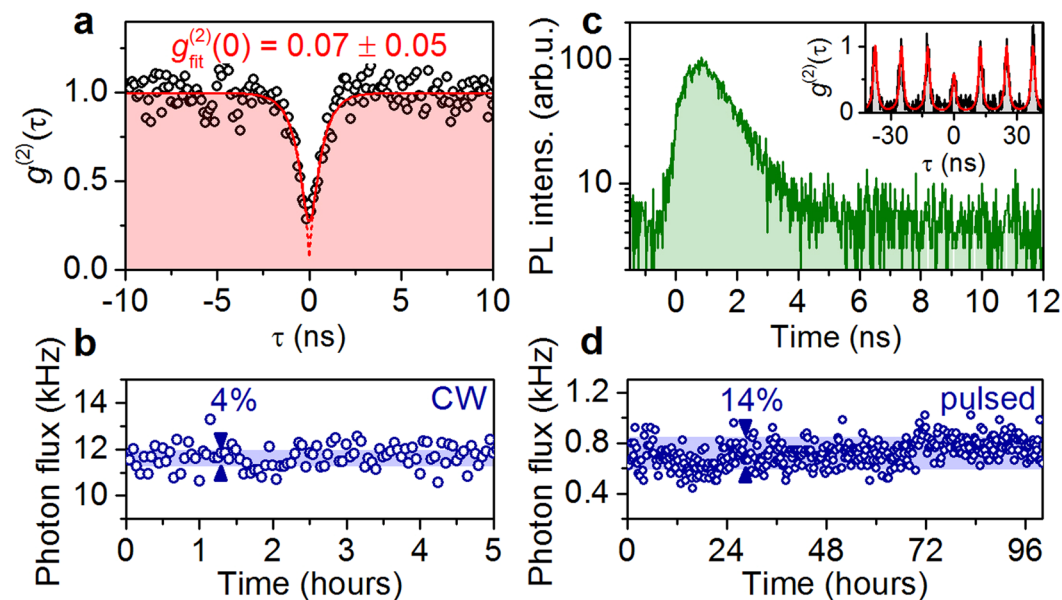 a
g(2)fit(0) = 0.07 ± 0.05
g(2)(τ)
1.0
0.5
0.0
-10 -5 0 5 10
τ (ns)
c
PL intens. (arb.u.)
100
10
0 2 4 6 8 10 12
Time (ns)
g(2)(τ)
1
0
-30 0 30
τ (ns)
b
Photon flux (kHz)
14
12
10
4%
CW
0 1 2 3 4 5
Time (hours)
d
Photon flux (kHz)
1.2
0.8
0.4
14%
pulsed
0 24 48 72 96
Time (hours)